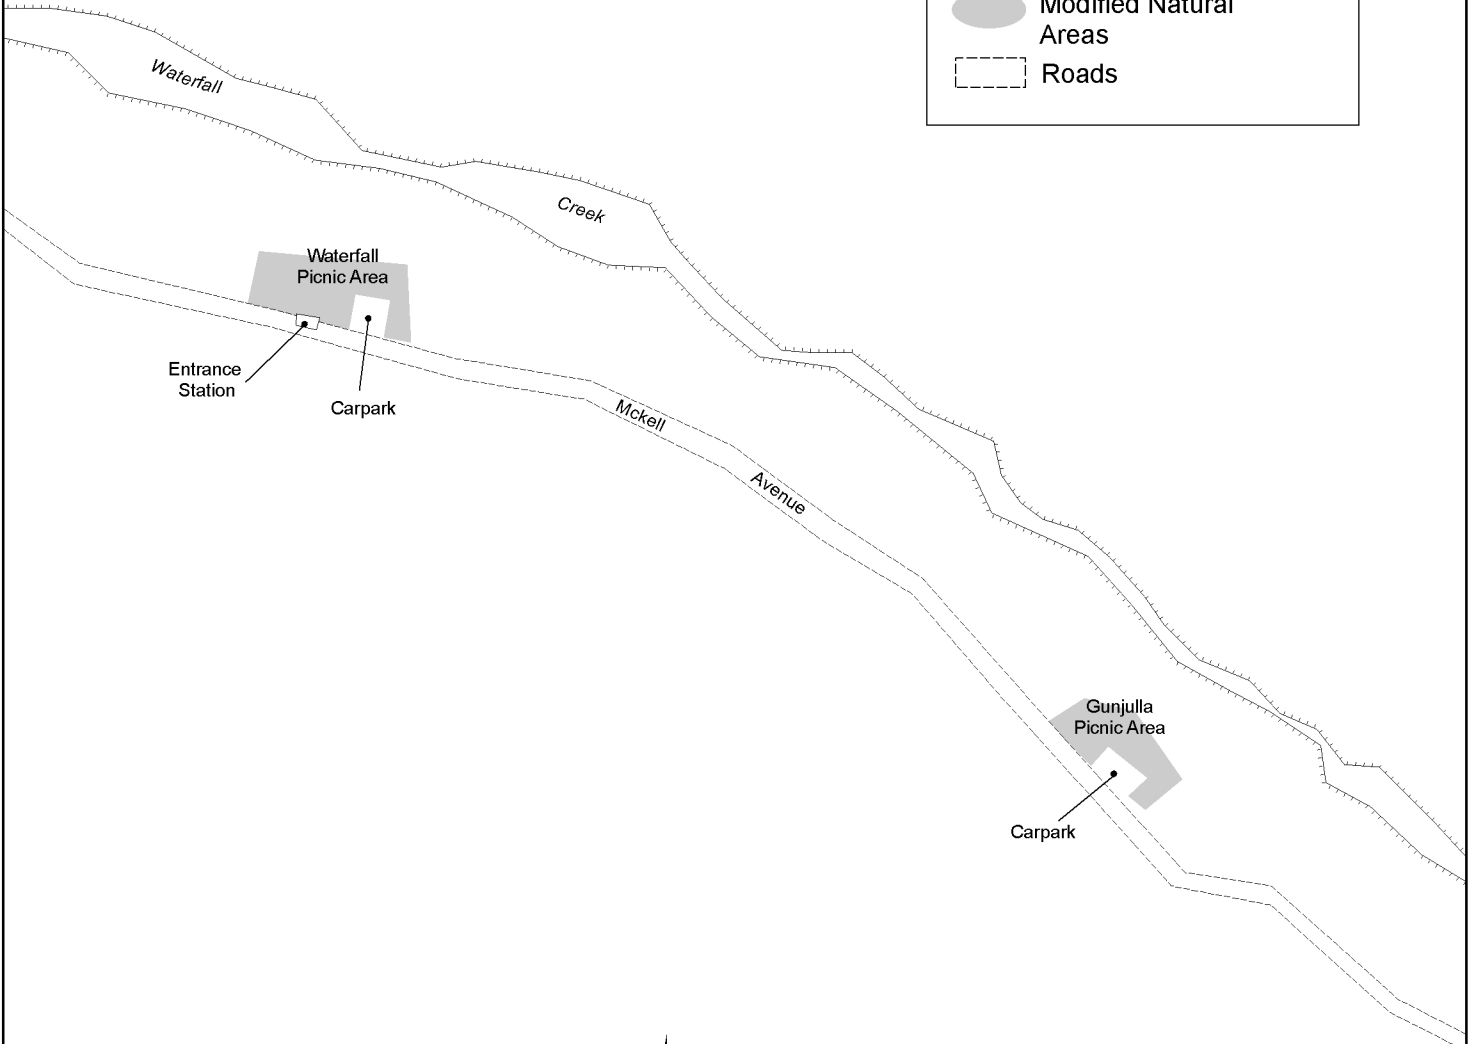 Modified Natural
Areas
Roads
Waterfall
Creek
Waterfall
Picnic Area
Entrance
Station
Carpark
Mckell
Avenue
Gunjulla
Picnic Area
Carpark